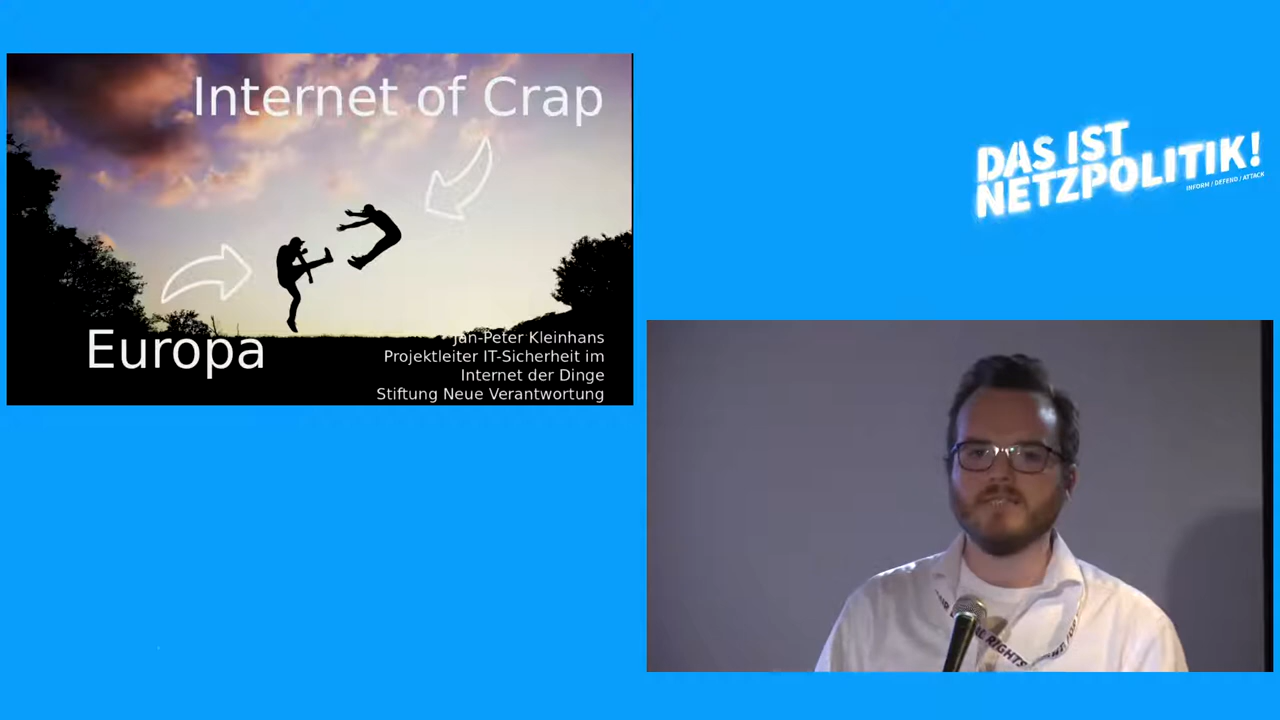 Internet of Crap
Europa
Jan-Peter Kleinhans
Projektleiter IT-Sicherheit im
Internet der Dinge
Stiftung Neue Verantwortung
DAS IST
NETZPOLITIK!
INFORM / DEFEND / ATTACK
RIGHTS